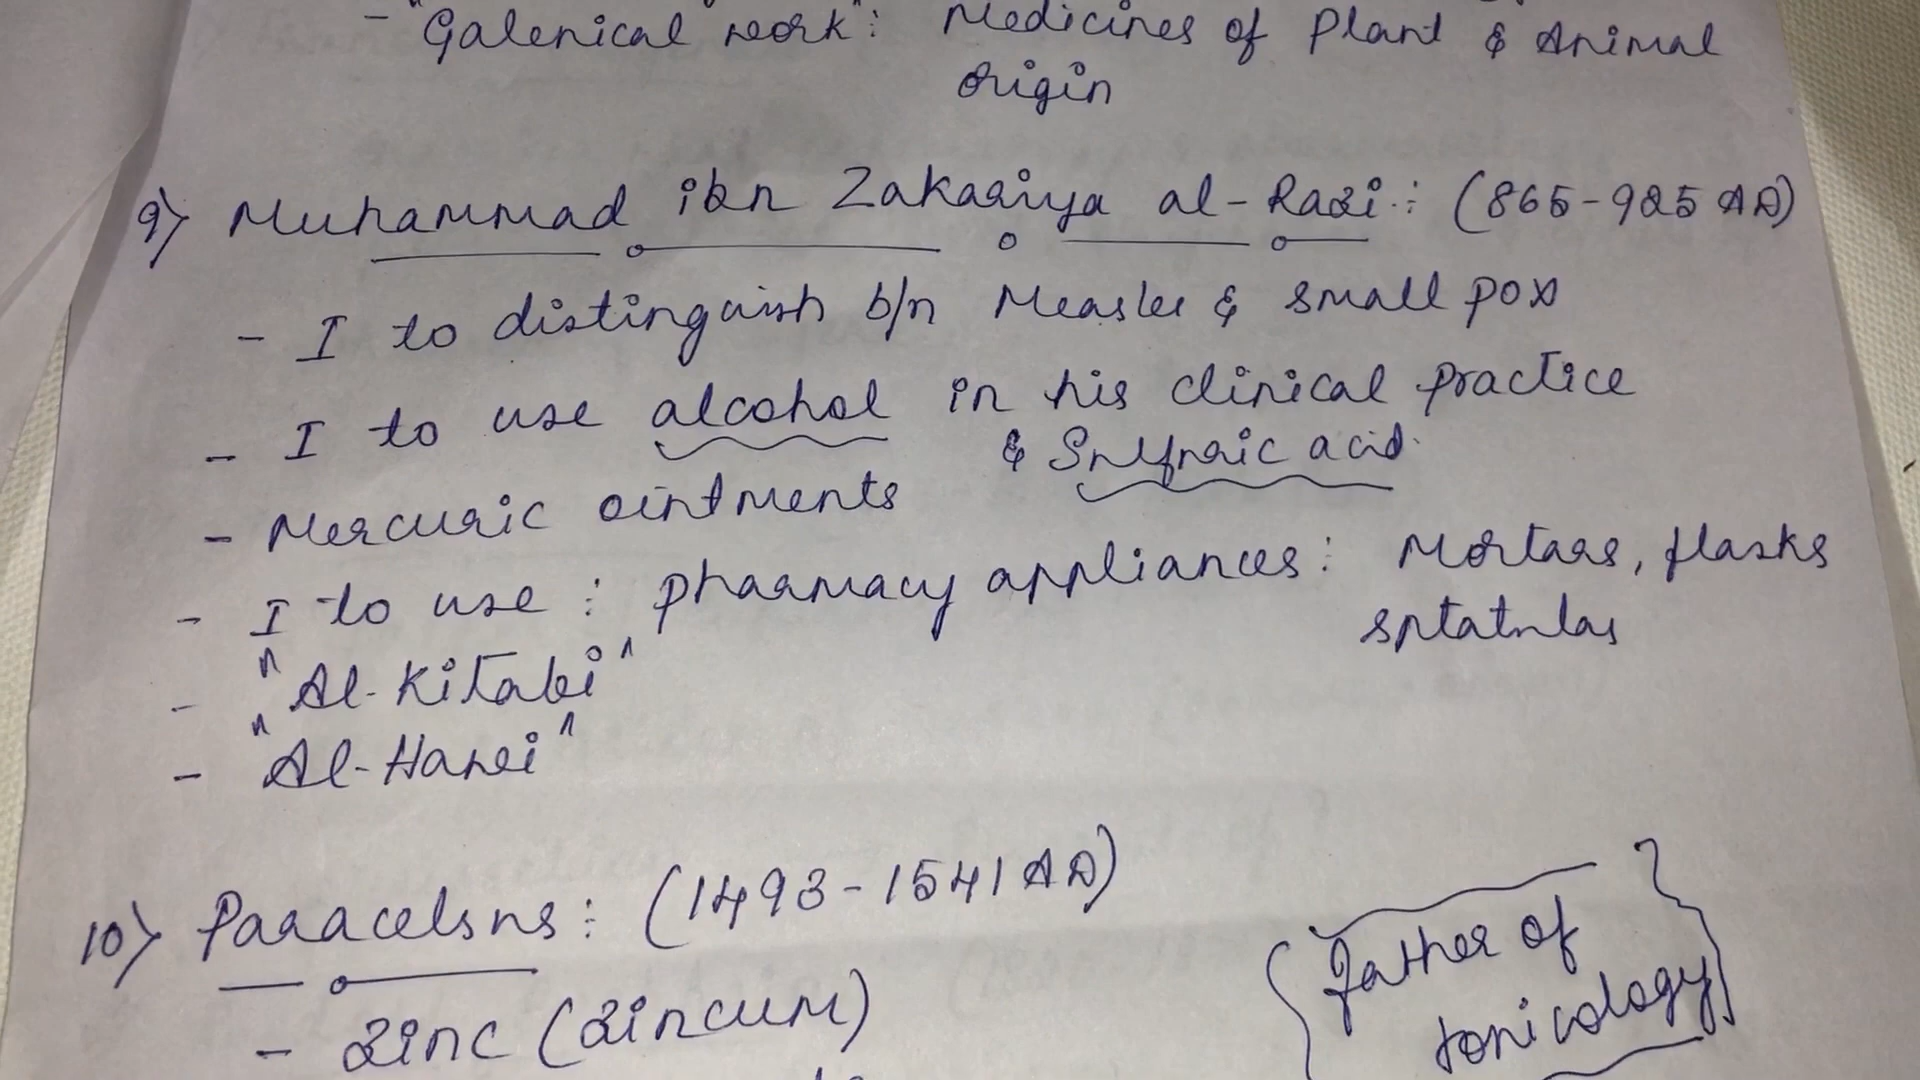 - "Galenical work": Medicines of Plant & Animal
origin
9) Muhammad ibn Zakariya al-Razi: (865-925 AD)
- I to distinguish b/n Measles & small pox
- I to use alcohol in his clinical practice
& Sulfuric acid.
- Mercuric ointments
- I to use: pharmacy appliances: Mortars, flasks
sptatulas
- "Al-Kitabi"
- "Al-Hawi"
10) Paracelsus: (1493-1541 AD)
- zinc (zincum)
{father of
toxicology}